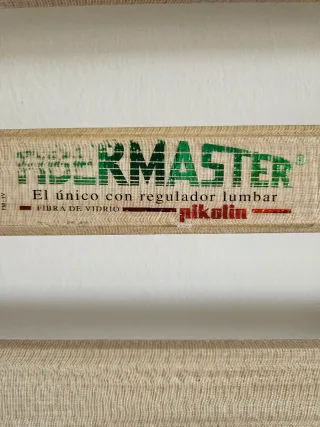 FIBERMASTER®
El único con regulador lumbar
FIBRA DE VIDRIO pikolin